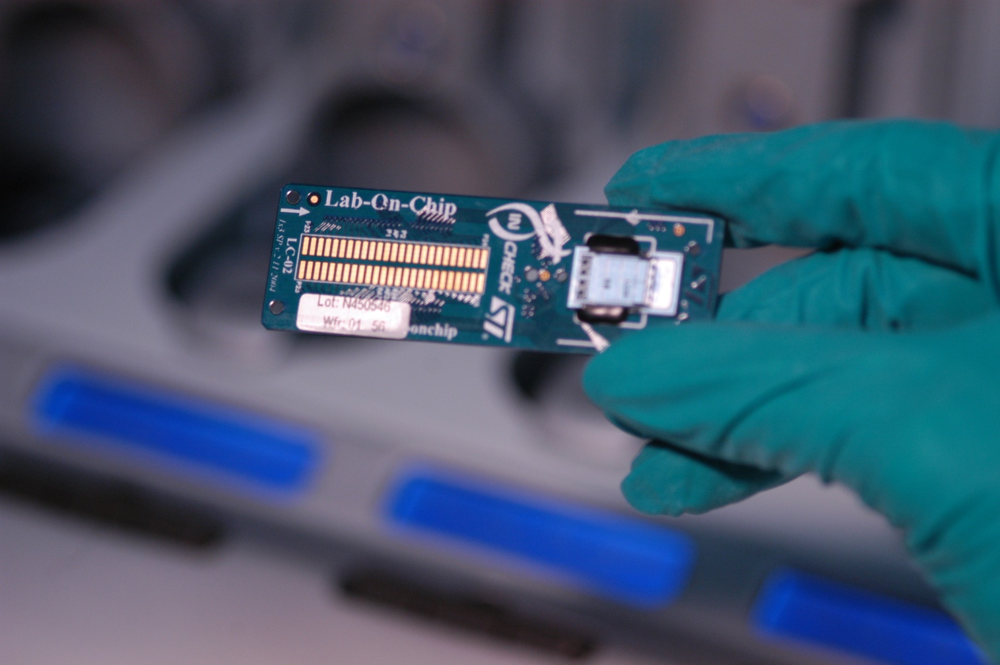 Lab-On-Chip
LC-02
IN
CHECK
ST
Lot: N450546
Wfr: 01 56
onchip